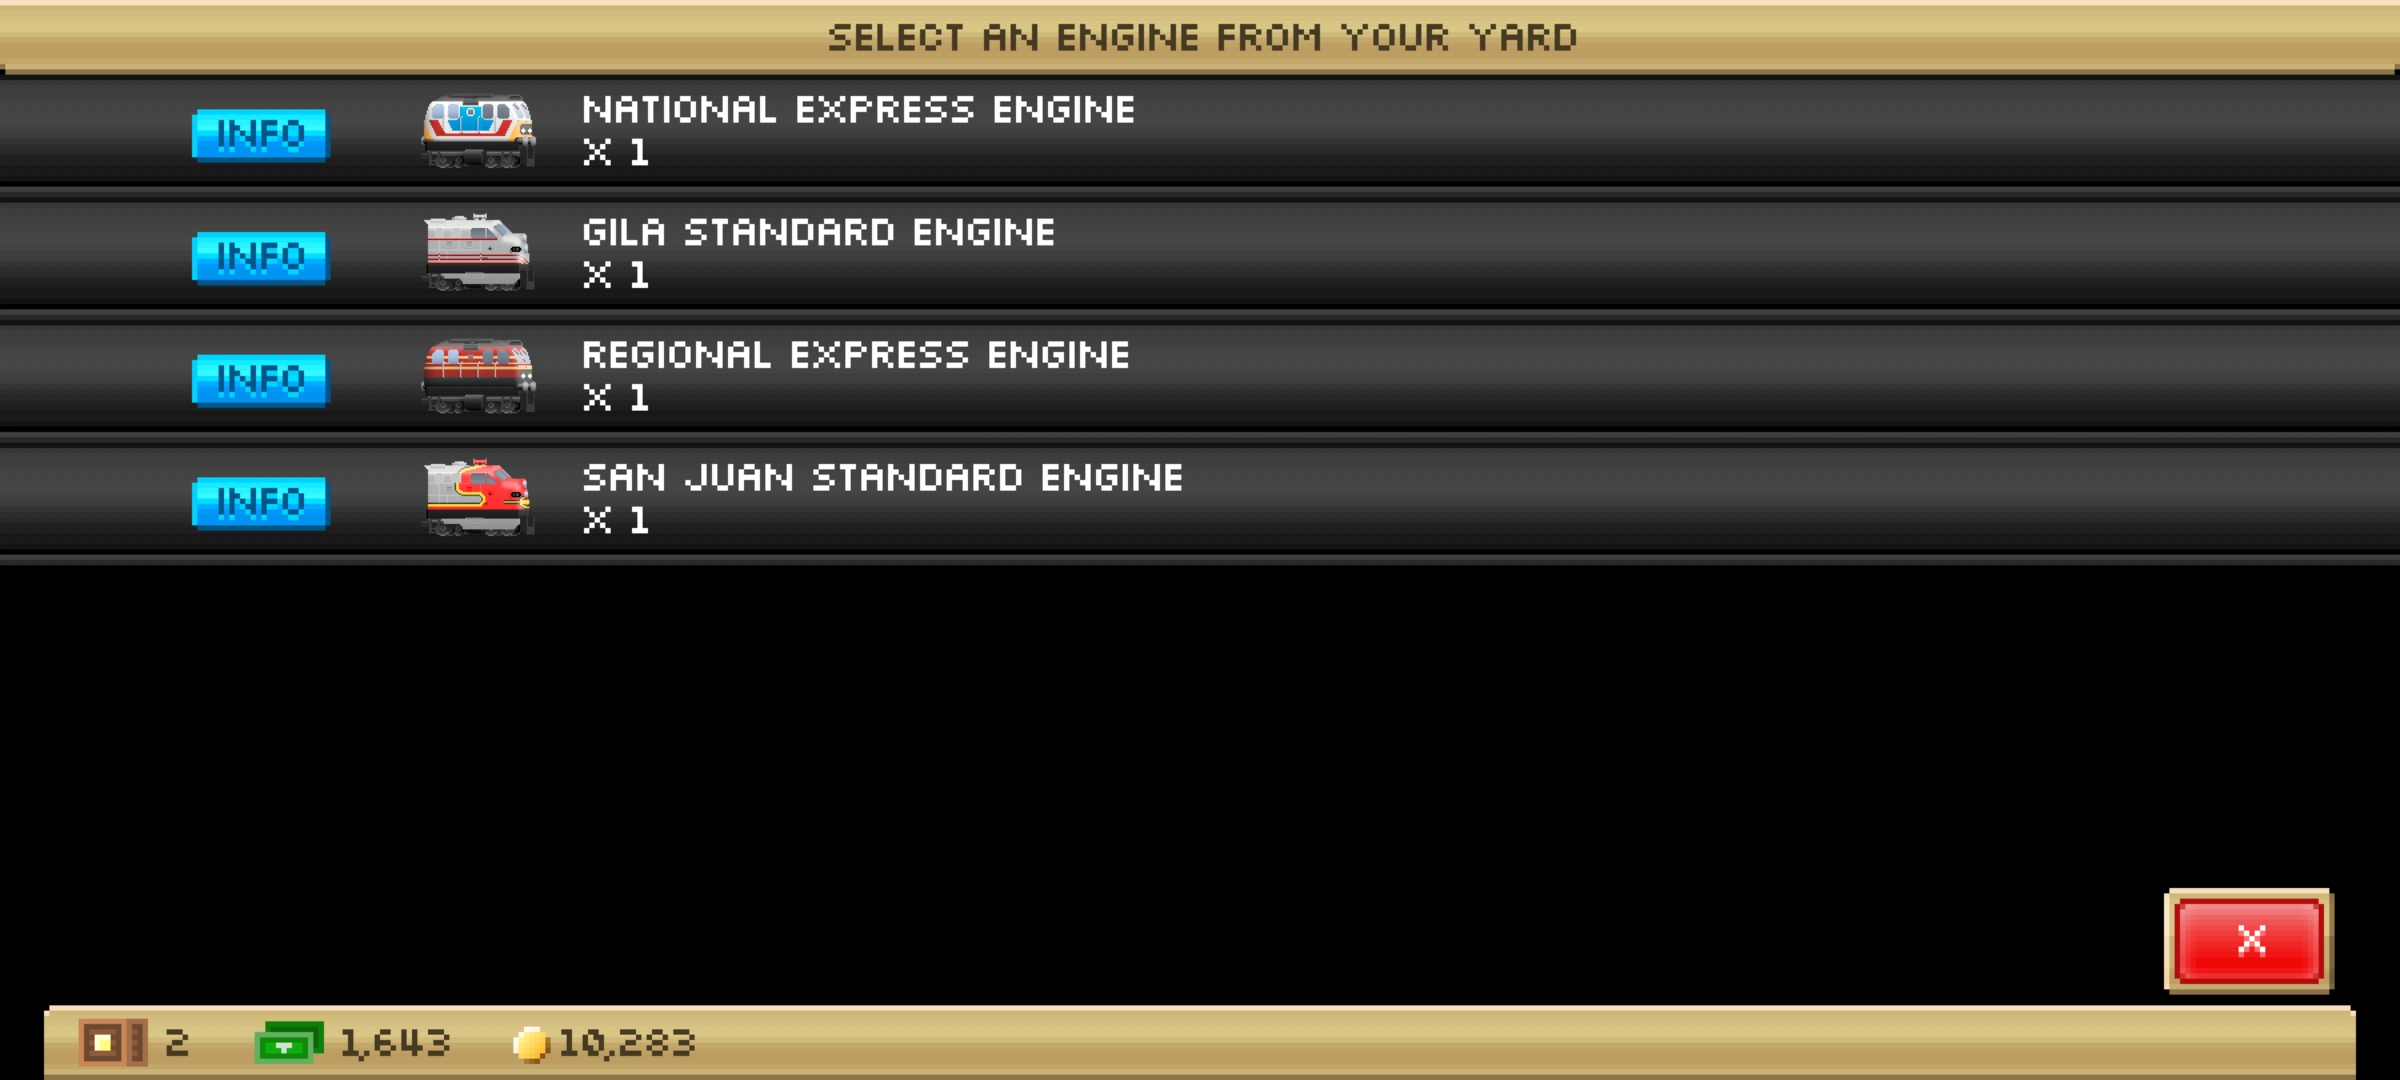 SELECT AN ENGINE FROM YOUR YARD
INFO
NATIONAL EXPRESS ENGINE
X 1
INFO
GILA STANDARD ENGINE
X 1
INFO
REGIONAL EXPRESS ENGINE
X 1
INFO
SAN JUAN STANDARD ENGINE
X 1
X
2 1,643 10,283